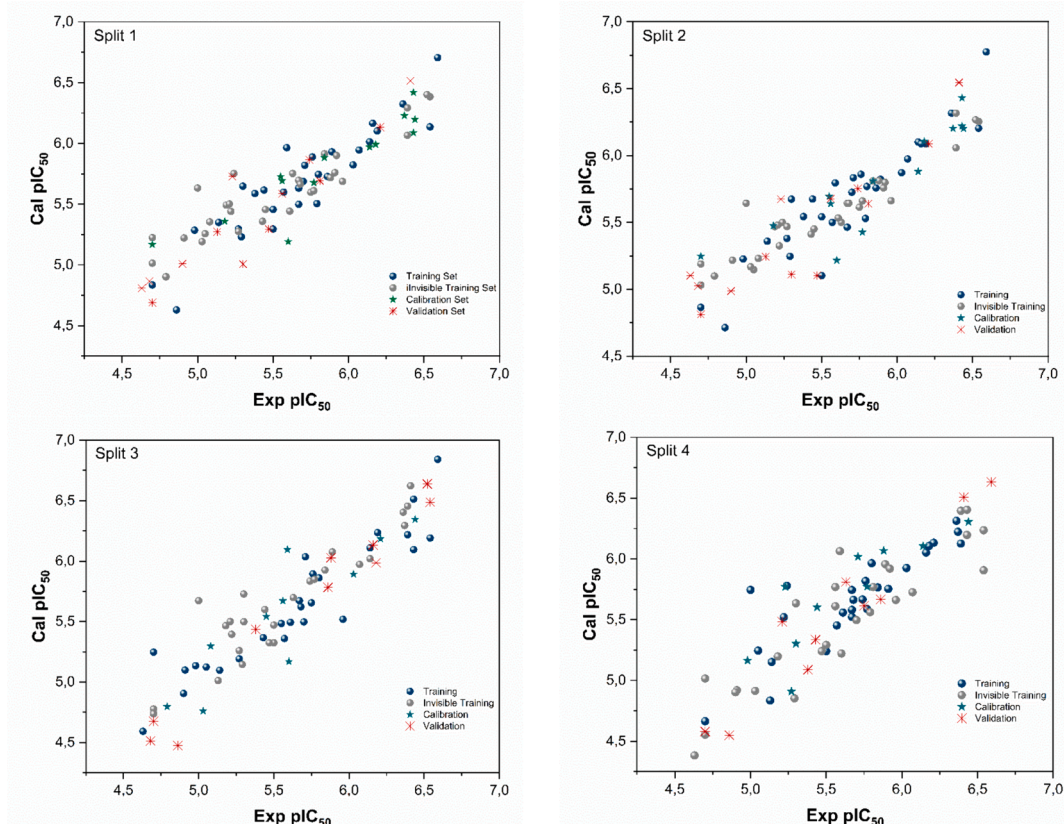 Split 1
7,0
6,5
6,0
5,5
5,0
4,5
Cal pIC50
4,5 5,0 5,5 6,0 6,5 7,0
Exp pIC50
Training Set
iInvisible Training Set
Calibration Set
Validation Set
Split 2
7,0
6,5
6,0
5,5
5,0
4,5
Cal pIC50
4,5 5,0 5,5 6,0 6,5 7,0
Exp pIC50
Training
Invisible Training
Calibration
Validation
Split 3
7,0
6,5
6,0
5,5
5,0
4,5
Cal pIC50
4,5 5,0 5,5 6,0 6,5 7,0
Exp pIC50
Training
Invisible Training
Calibration
Validation
Split 4
7,0
6,5
6,0
5,5
5,0
4,5
Cal pIC50
4,5 5,0 5,5 6,0 6,5 7,0
Exp pIC50
Training
Invisible Training
Calibration
Validation